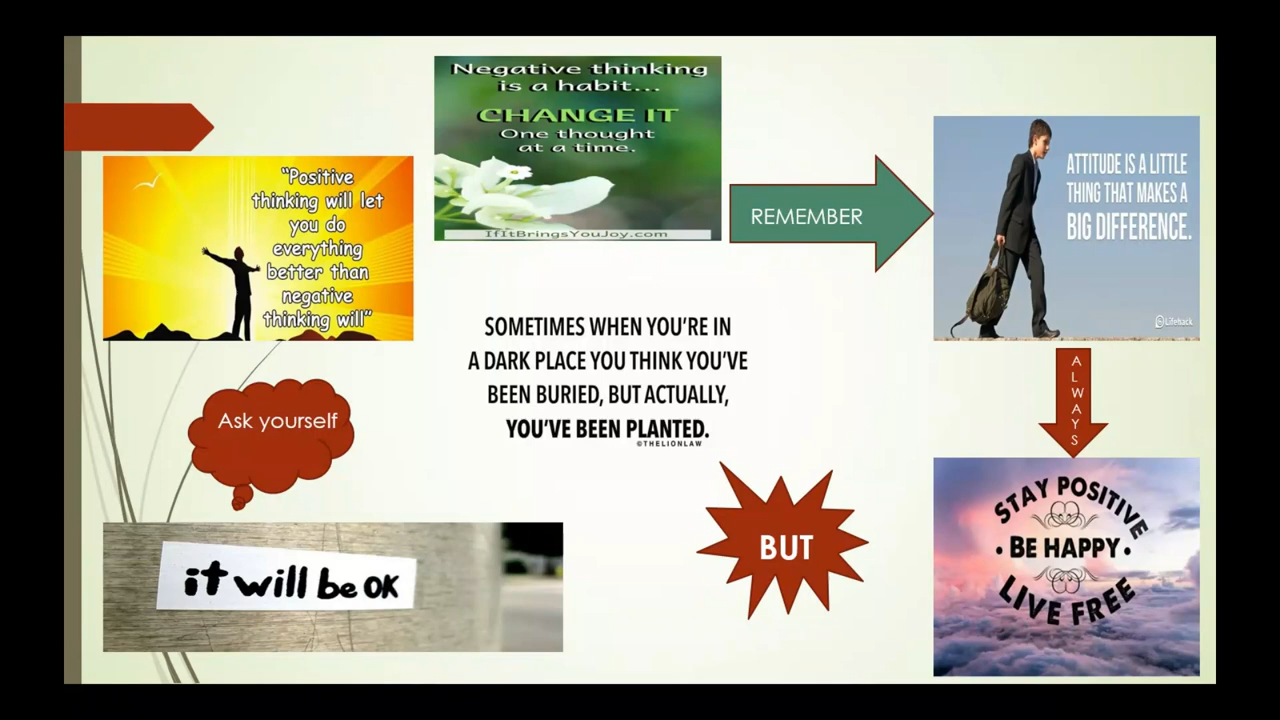 Negative thinking
is a habit...
CHANGE IT
One thought
at a time.
IfItBringsYouJoy.com
"Positive
thinking will let
you do
everything
better than
negative
thinking will"
REMEMBER
ATTITUDE IS A LITTLE
THING THAT MAKES A
BIG DIFFERENCE.
Lifehack
SOMETIMES WHEN YOU'RE IN
A DARK PLACE YOU THINK YOU'VE
BEEN BURIED, BUT ACTUALLY,
YOU'VE BEEN PLANTED.
©THELIONLAW
Ask yourself
ALWAYS
it will be OK
BUT
STAY POSITIVE
• BE HAPPY •
LIVE FREE